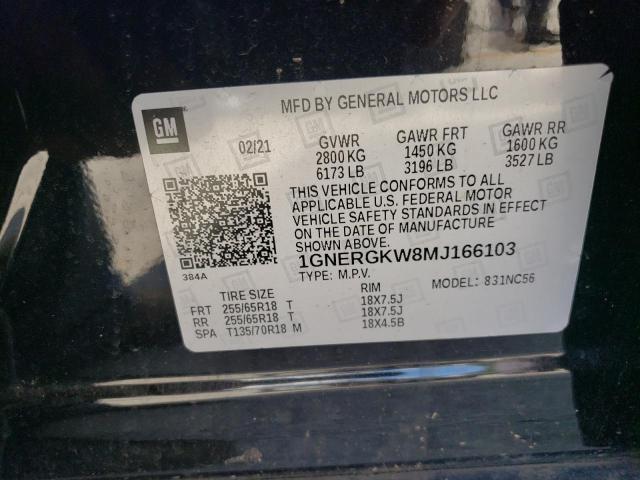 MFD BY GENERAL MOTORS LLC
GM
02/21 GVWR GAWR FRT GAWR RR
2800 KG 1450 KG 1600 KG
6173 LB 3196 LB 3527 LB
THIS VEHICLE CONFORMS TO ALL
APPLICABLE U.S. FEDERAL MOTOR
VEHICLE SAFETY STANDARDS IN EFFECT
ON THE DATE OF MANUFACTURE
SHOWN ABOVE.
1GNERGKW8MJ166103
384A
TYPE: M.P.V. MODEL: 831NC56
TIRE SIZE RIM
FRT 255/65R18 T 18X7.5J
RR 255/65R18 T 18X7.5J
SPA T135/70R18 M 18X4.5B